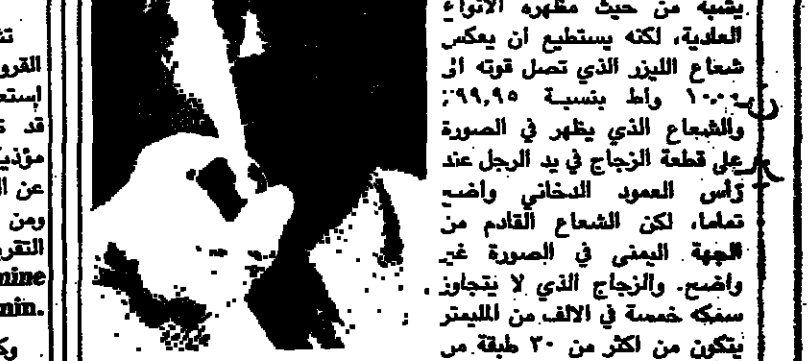 يشبه من حيث مظهره الانواع
العادية، لكنه يستطيع ان يعكس
شعاع الليزر الذي تصل قوته الى
١٠,٠٠٠ واط بنسبة ٩٩,٩٥٪
والشعاع الذي يظهر في الصورة
على قطعة الزجاج في يد الرجل عند
رأس العمود الدخاني واضح
تماما، لكن الشعاع القادم من
الجهة اليمنى في الصورة غير
واضح. والزجاج الذي لا يتجاوز
سمكه خمسة في الالف من المليمتر
يتكون من اكثر من ٣٠ طبقة من
القرو
إستعم
قد
مؤذية
عن ال
ومن
التقري
mine
min.
وك